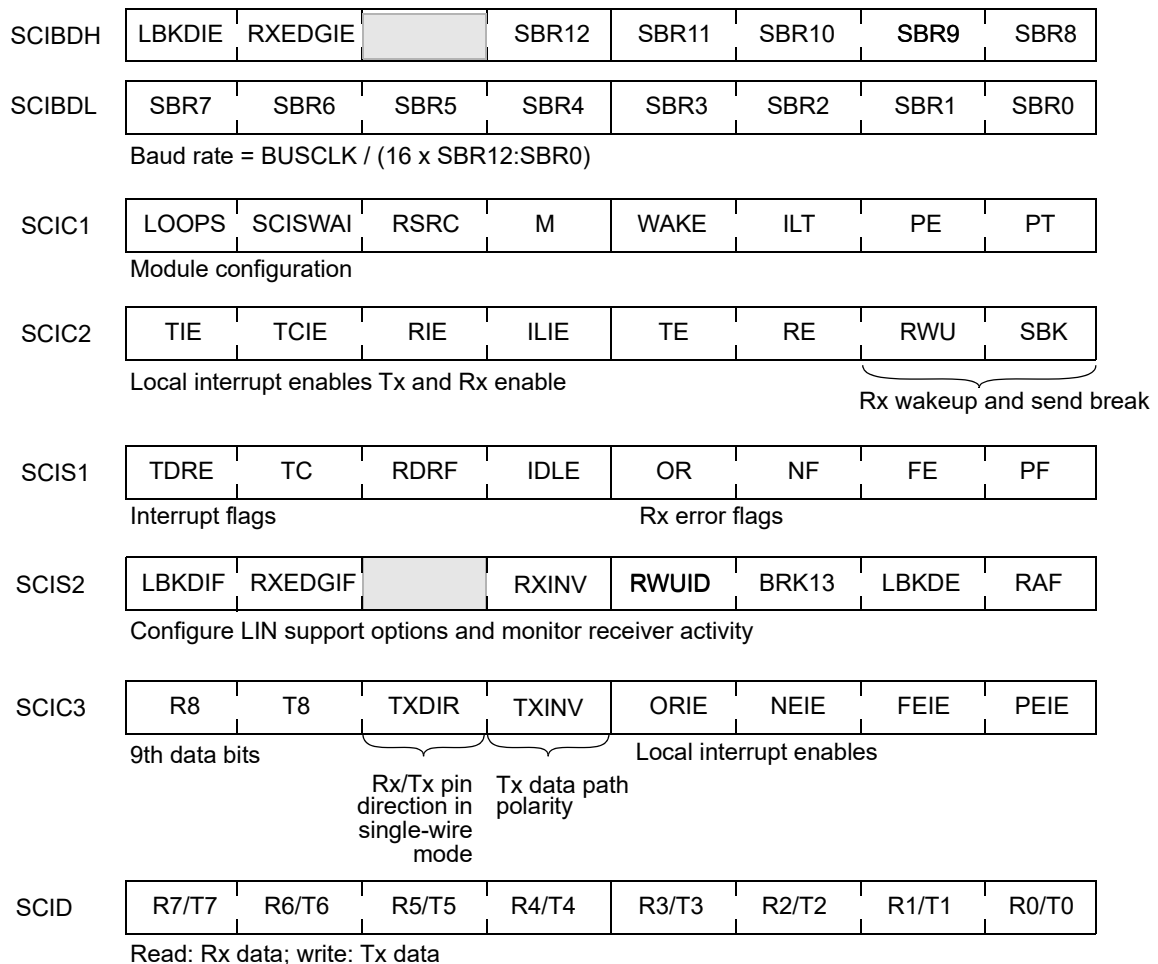 SCIBDH LBKDIE RXEDGIE SBR12 SBR11 SBR10 SBR9 SBR8
SCIBDL SBR7 SBR6 SBR5 SBR4 SBR3 SBR2 SBR1 SBR0
Baud rate = BUSCLK / (16 x SBR12:SBR0)
SCIC1 LOOPS SCISWAI RSRC M WAKE ILT PE PT
Module configuration
SCIC2 TIE TCIE RIE ILIE TE RE RWU SBK
Local interrupt enables Tx and Rx enable
Rx wakeup and send break
SCIS1 TDRE TC RDRF IDLE OR NF FE PF
Interrupt flags Rx error flags
SCIS2 LBKDIF RXEDGIF RXINV RWUID BRK13 LBKDE RAF
Configure LIN support options and monitor receiver activity
SCIC3 R8 T8 TXDIR TXINV ORIE NEIE FEIE PEIE
9th data bits Local interrupt enables
Rx/Tx pin
direction in
single-wire
mode
Tx data path
polarity
SCID R7/T7 R6/T6 R5/T5 R4/T4 R3/T3 R2/T2 R1/T1 R0/T0
Read: Rx data; write: Tx data